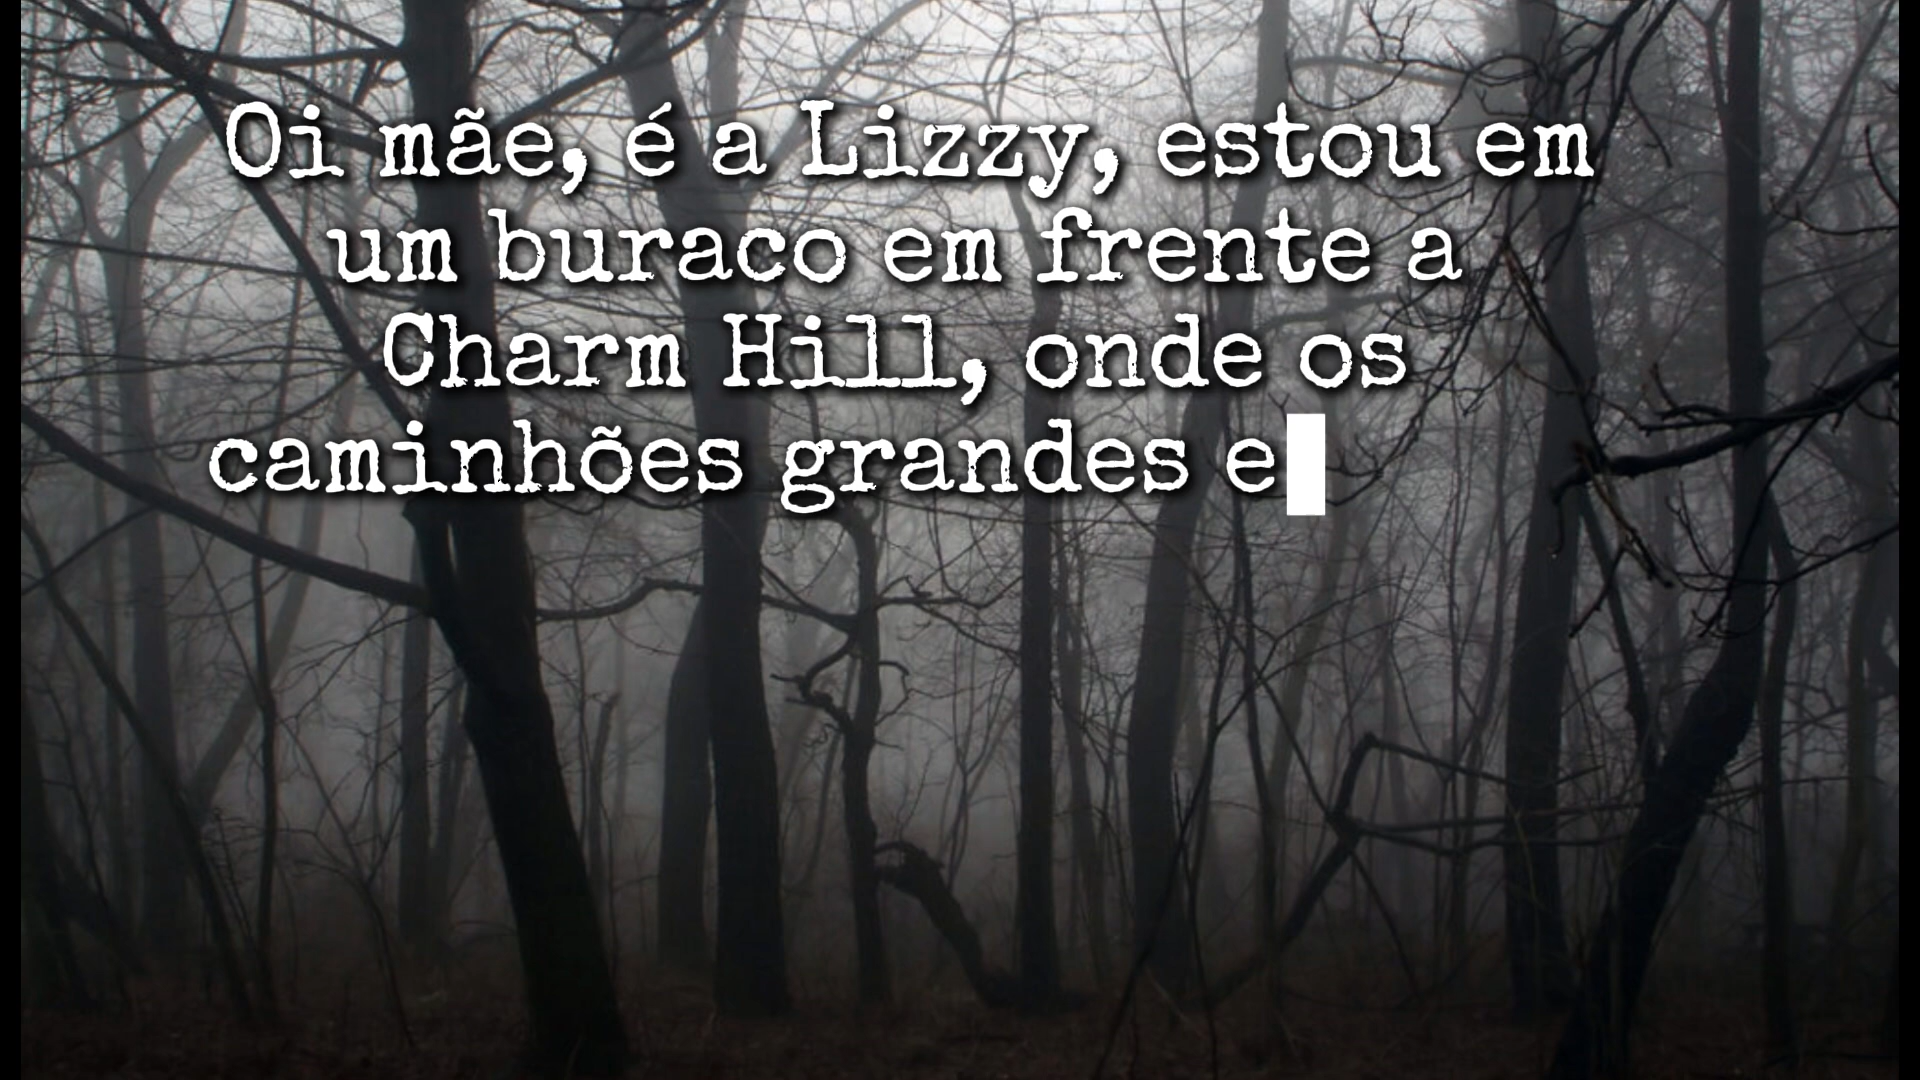 Oi mãe, é a Lizzy, estou em
um buraco em frente a
Charm Hill, onde os
caminhões grandes e